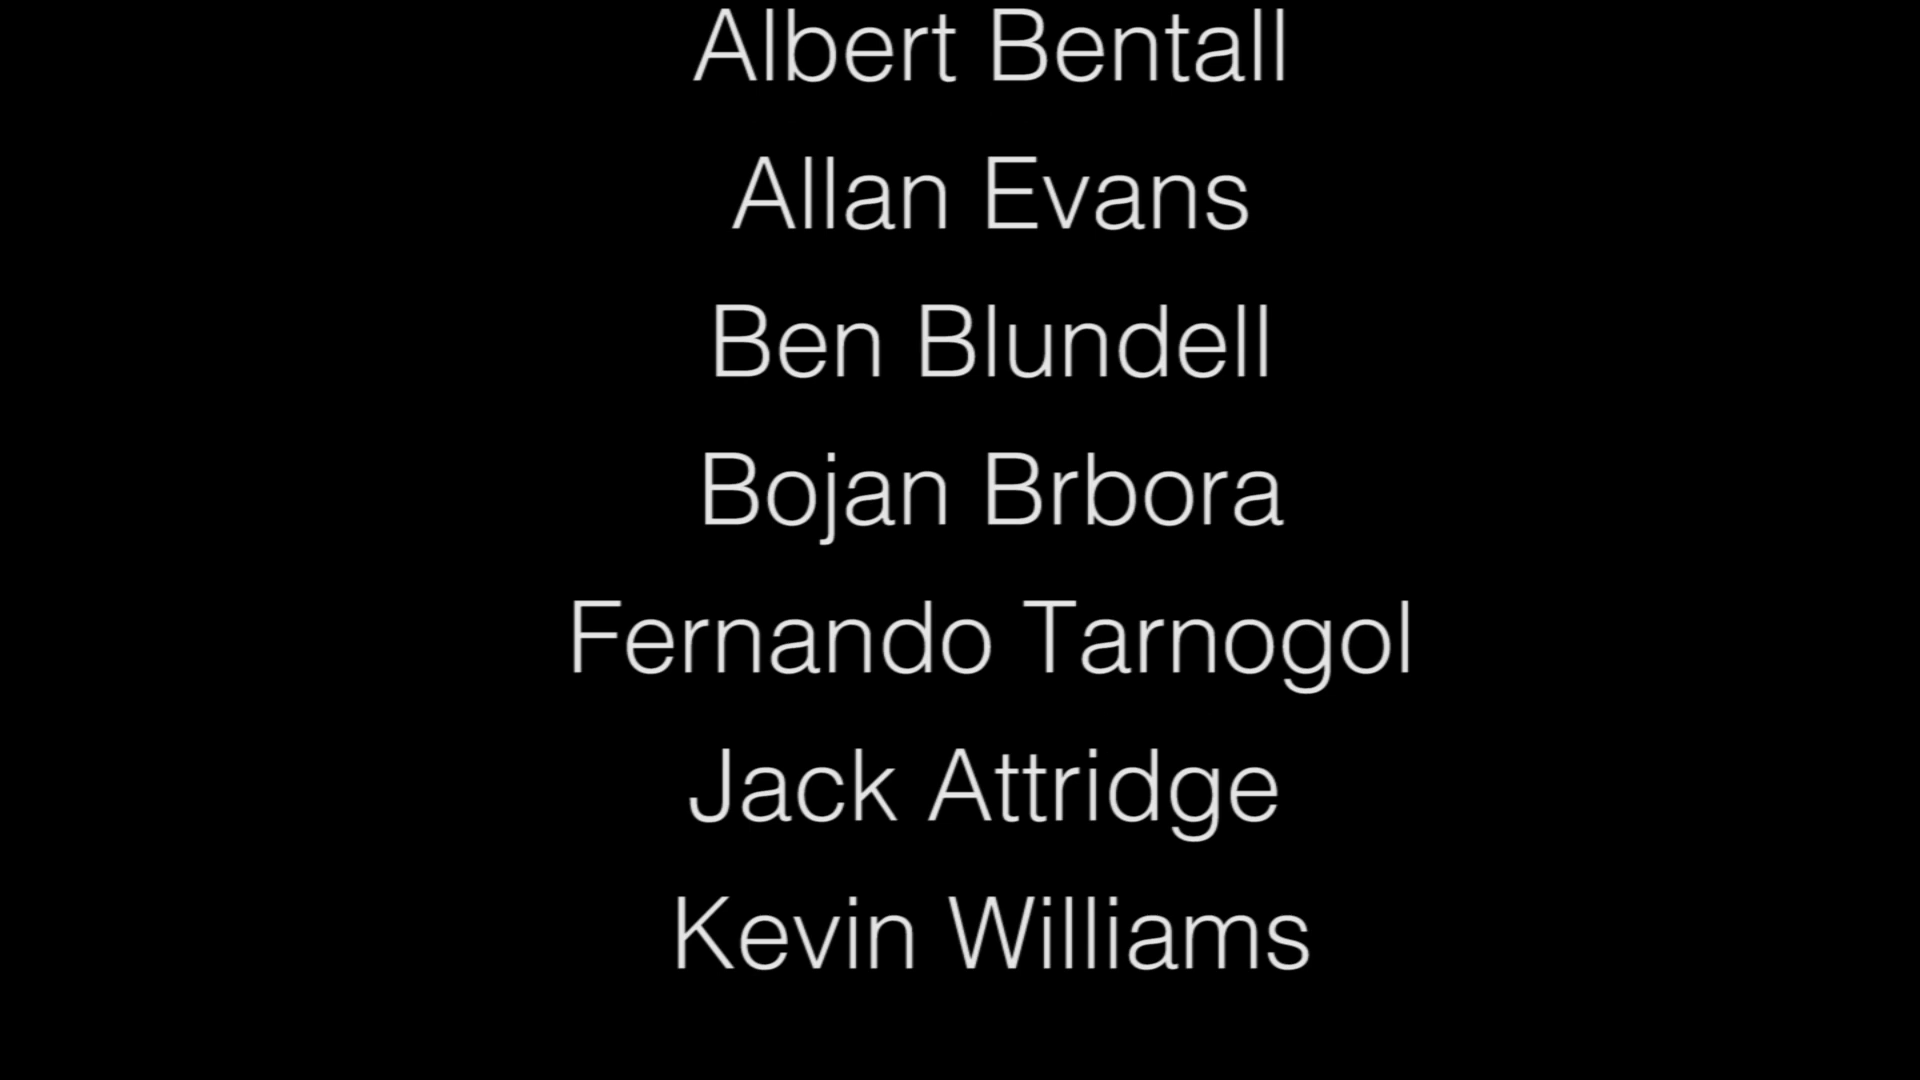 Albert Bentall
Allan Evans
Ben Blundell
Bojan Brbora
Fernando Tarnogol
Jack Attridge
Kevin Williams